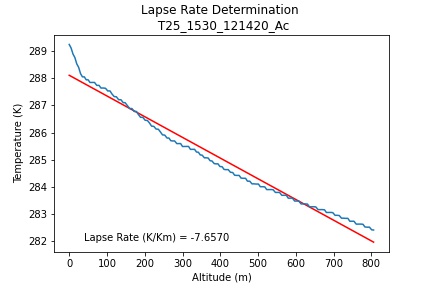 Lapse Rate Determination
T25_1530_121420_Ac
289
288
287
286
285
284
283
282
Temperature (K)
Lapse Rate (K/Km) = -7.6570
0 100 200 300 400 500 600 700 800
Altitude (m)